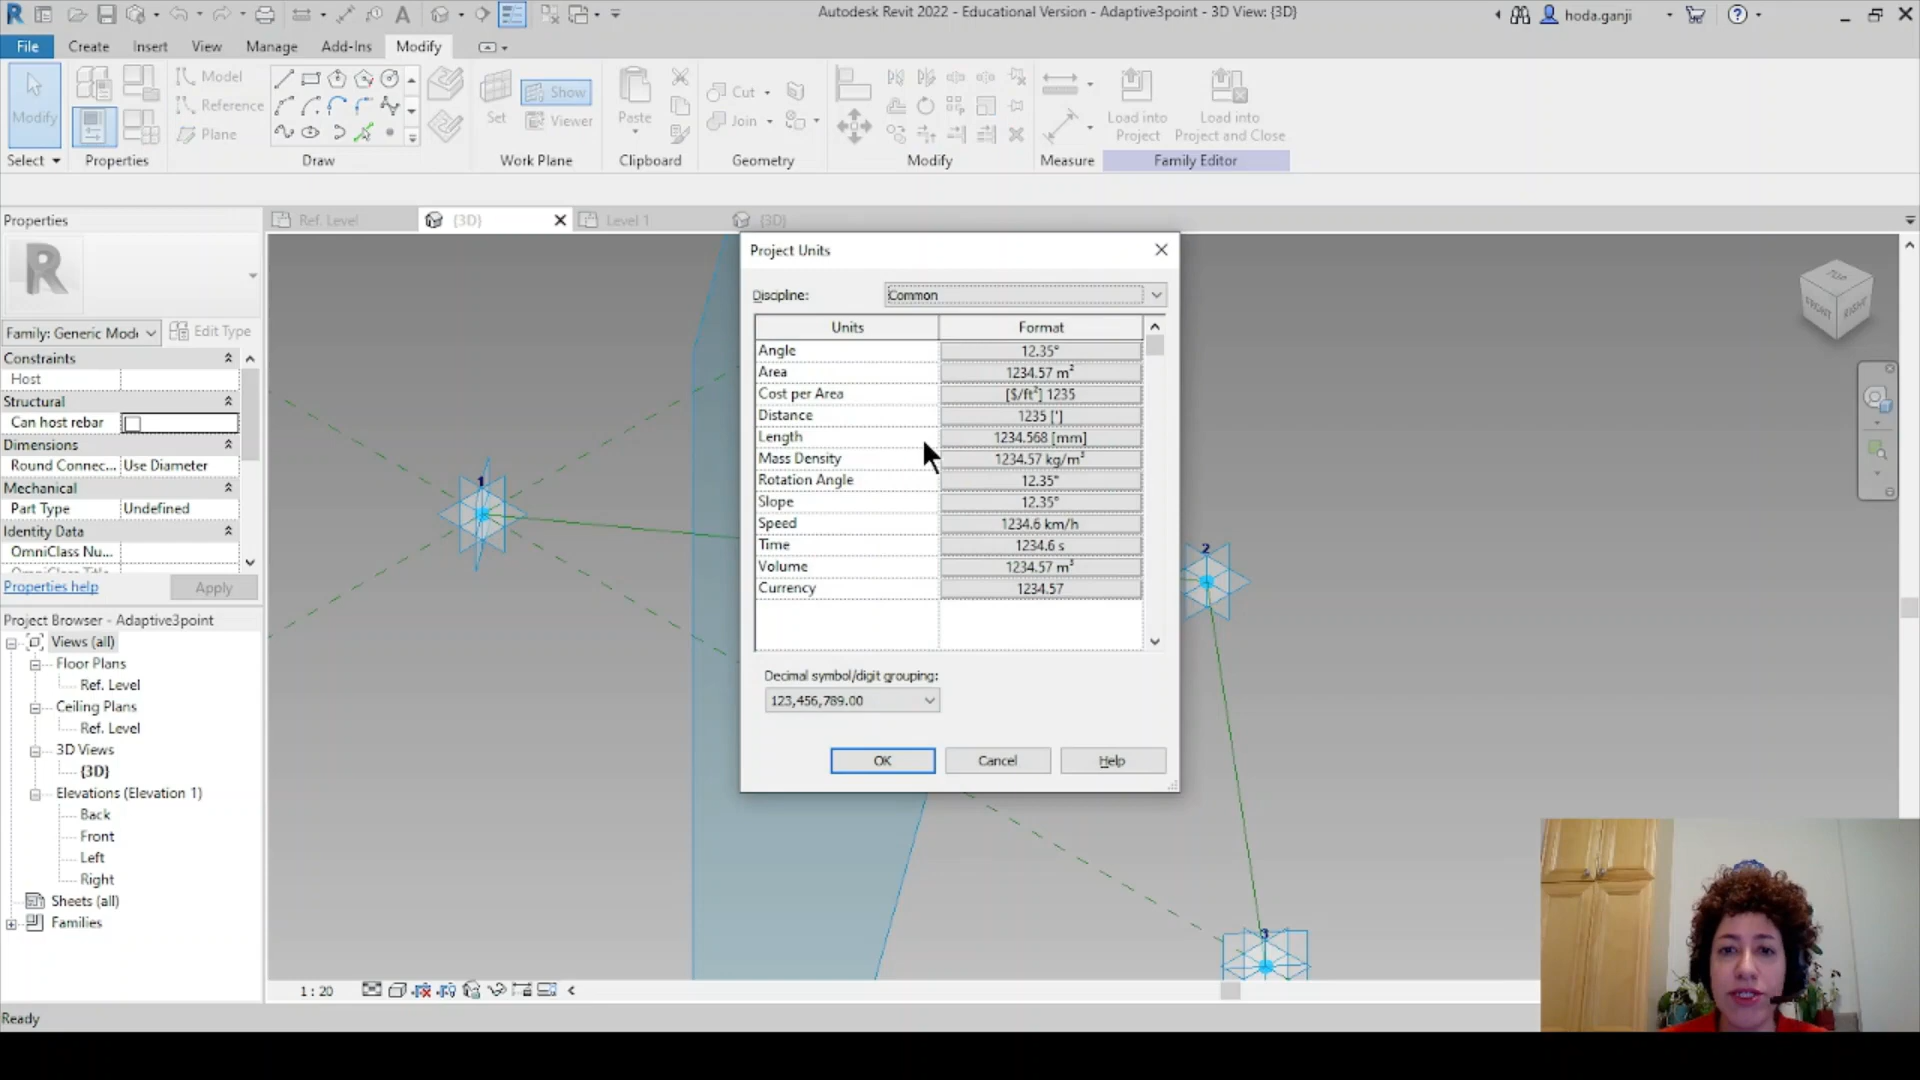 Autodesk Revit 2022 - Educational Version - Adaptive3point - 3D View: {3D}
hoda.ganji
File Create Insert View Manage Add-Ins Modify
Modify
Model
Reference
Plane
Set
Show
Viewer
Paste
Cut
Join
Load into Project
Load into Project and Close
Select Properties Draw Work Plane Clipboard Geometry Modify Measure Family Editor
Properties
Ref. Level
{3D}
Level 1
{3D}
R
Family: Generic Mod
Edit Type
Constraints
Host
Structural
Can host rebar
Dimensions
Round Connec... Use Diameter
Mechanical
Part Type Undefined
Identity Data
OmniClass Nu...
OmniClass Title
Properties help
Apply
Project Browser - Adaptive3point
Views (all)
Floor Plans
Ref. Level
Ceiling Plans
Ref. Level
3D Views
{3D}
Elevations (Elevation 1)
Back
Front
Left
Right
Sheets (all)
Families
1
2
3
TOP
FRONT
RIGHT
Project Units
Discipline: Common
Units Format
Angle 12.35°
Area 1234.57 m²
Cost per Area [$/ft²] 1235
Distance 1235 [']
Length 1234.568 [mm]
Mass Density 1234.57 kg/m³
Rotation Angle 12.35°
Slope 12.35°
Speed 1234.6 km/h
Time 1234.6 s
Volume 1234.57 m³
Currency 1234.57
Decimal symbol/digit grouping:
123,456,789.00
OK Cancel Help
1 : 20
Ready